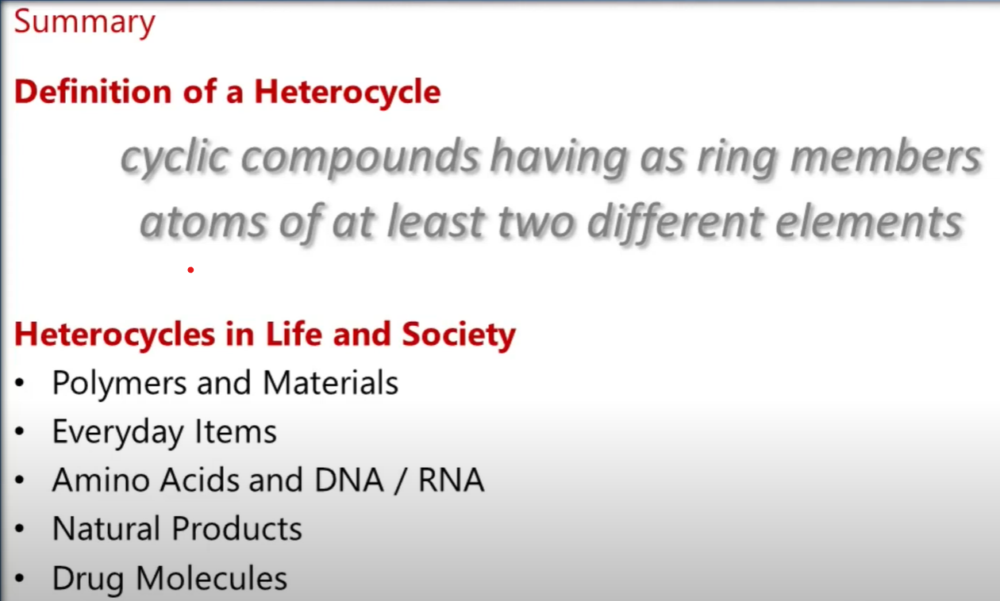 Summary
Definition of a Heterocycle
cyclic compounds having as ring members
atoms of at least two different elements
Heterocycles in Life and Society
• Polymers and Materials
• Everyday Items
• Amino Acids and DNA / RNA
• Natural Products
• Drug Molecules